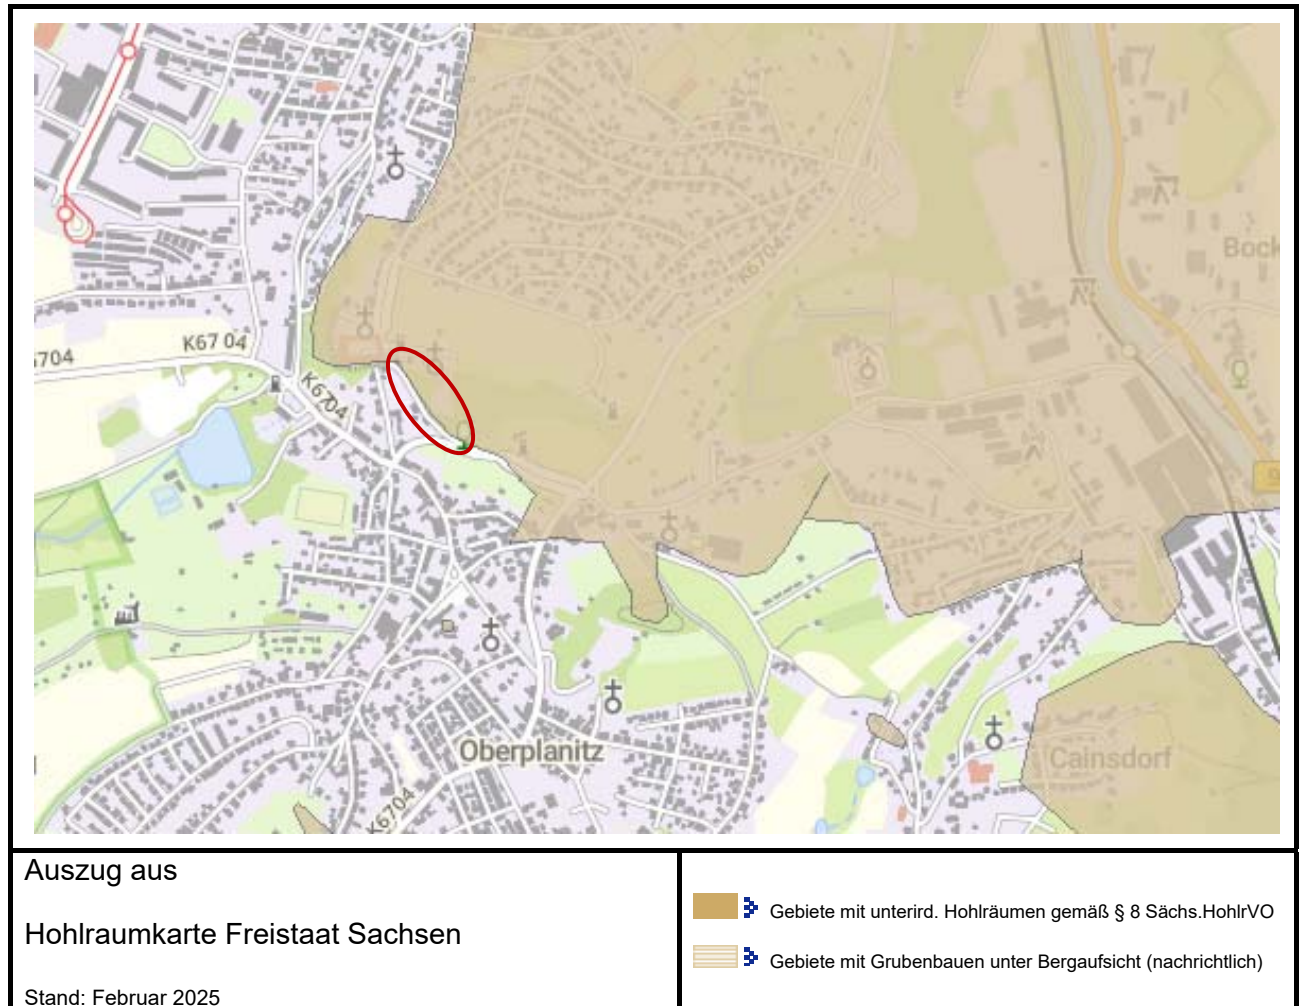 K6704
Bock
K67 04
6704
K6704
Oberplanitz
Cainsdorf
K6704
Auszug aus
Hohlraumkarte Freistaat Sachsen
Stand: Februar 2025
Gebiete mit unterird. Hohlräumen gemäß § 8 Sächs.HohlrVO
Gebiete mit Grubenbauen unter Bergaufsicht (nachrichtlich)